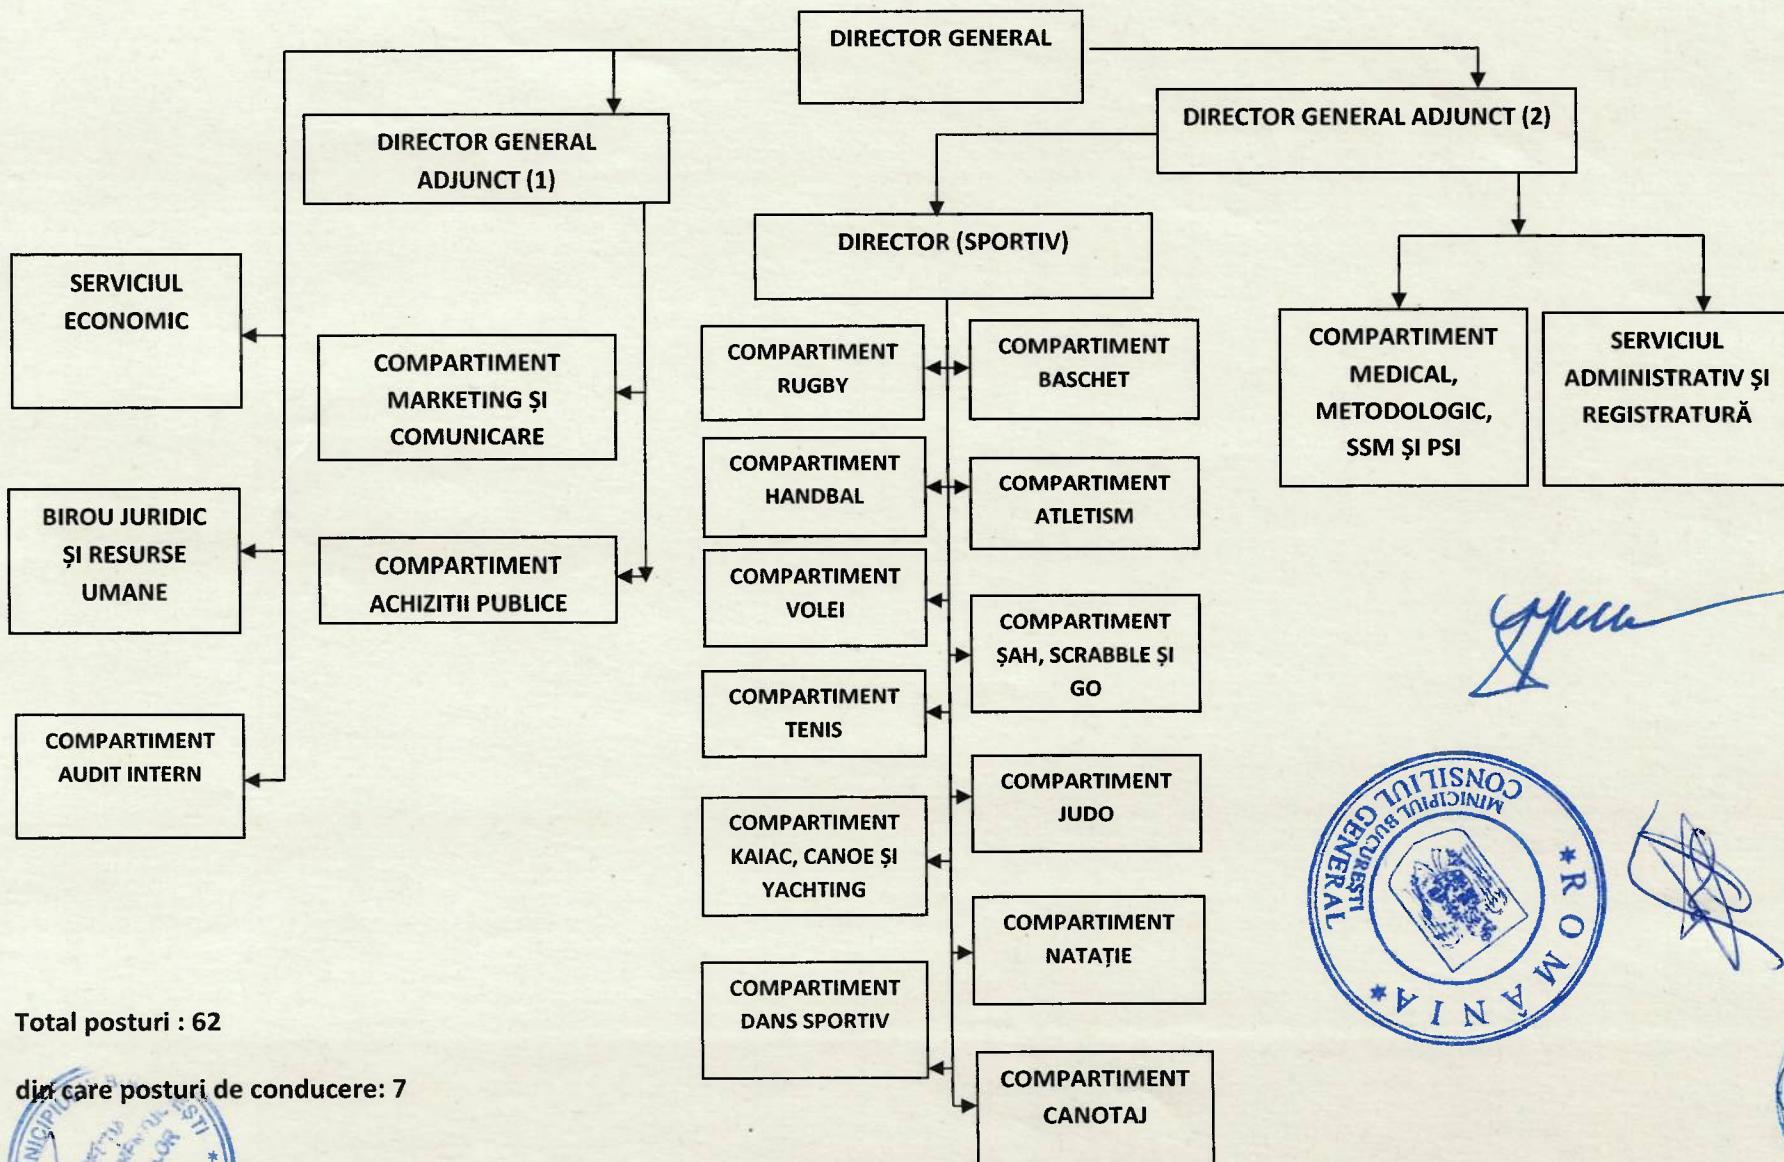 DIRECTOR GENERAL
DIRECTOR GENERAL
ADJUNCT (1)
DIRECTOR GENERAL ADJUNCT (2)
DIRECTOR (SPORTIV)
SERVICIUL
ECONOMIC
BIROU JURIDIC
ȘI RESURSE
UMANE
COMPARTIMENT
AUDIT INTERN
COMPARTIMENT
MARKETING ȘI
COMUNICARE
COMPARTIMENT
ACHIZITII PUBLICE
COMPARTIMENT
RUGBY
COMPARTIMENT
BASCHET
COMPARTIMENT
HANDBAL
COMPARTIMENT
ATLETISM
COMPARTIMENT
VOLEI
COMPARTIMENT
ȘAH, SCRABBLE ȘI
GO
COMPARTIMENT
TENIS
COMPARTIMENT
JUDO
COMPARTIMENT
KAIAC, CANOE ȘI
YACHTING
COMPARTIMENT
NATAȚIE
COMPARTIMENT
DANS SPORTIV
COMPARTIMENT
CANOTAJ
COMPARTIMENT
MEDICAL,
METODOLOGIC,
SSM ȘI PSI
SERVICIUL
ADMINISTRATIV ȘI
REGISTRATURĂ
Total posturi : 62
din care posturi de conducere: 7
* ROMÂNIA *
CONSILIUL GENERAL
MINICIPIUL BUCUREȘTI